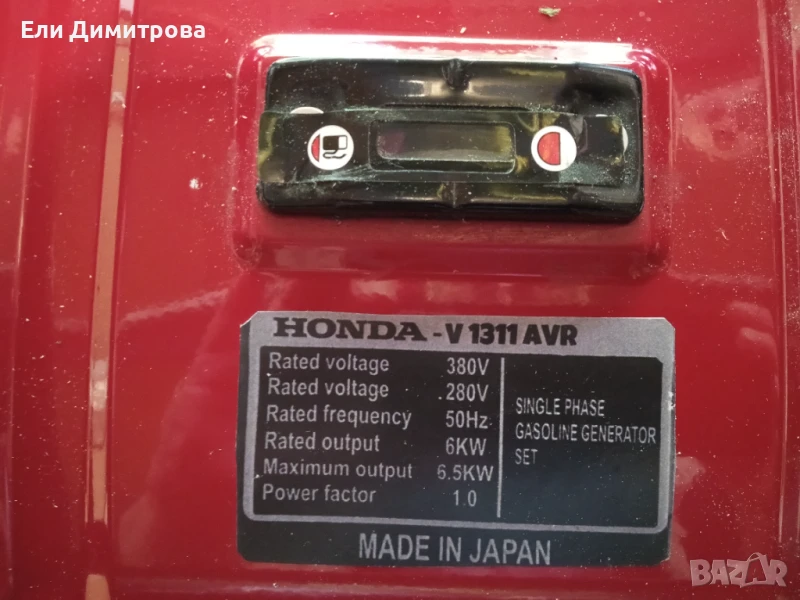 Ели Димитрова
HONDA - V 1311 AVR
Rated voltage 380V
Rated voltage 280V
Rated frequency 50Hz
Rated output 6KW
Maximum output 6.5KW
Power factor 1.0
SINGLE PHASE
GASOLINE GENERATOR
SET
MADE IN JAPAN
BAZAR